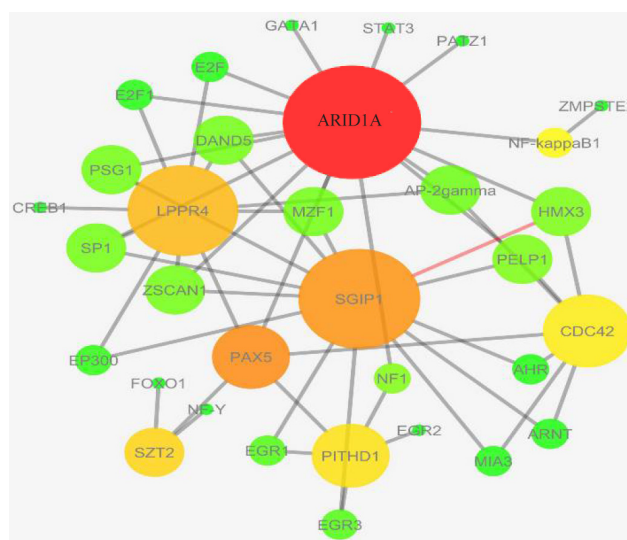 GATA1
STAT3
PATZ1
E2F
E2F1
ARID1A
ZMPSTE
DAND5
NF-kappaB1
PSG1
AP-2gamma
CREB1
LPPR4
MZF1
HMX3
SP1
PELP1
ZSCAN1
SGIP1
CDC42
EP300
PAX5
AHR
FOXO1
NF1
NF-Y
EGR2
ARNT
SZT2
EGR1
PITHD1
MIA3
EGR3